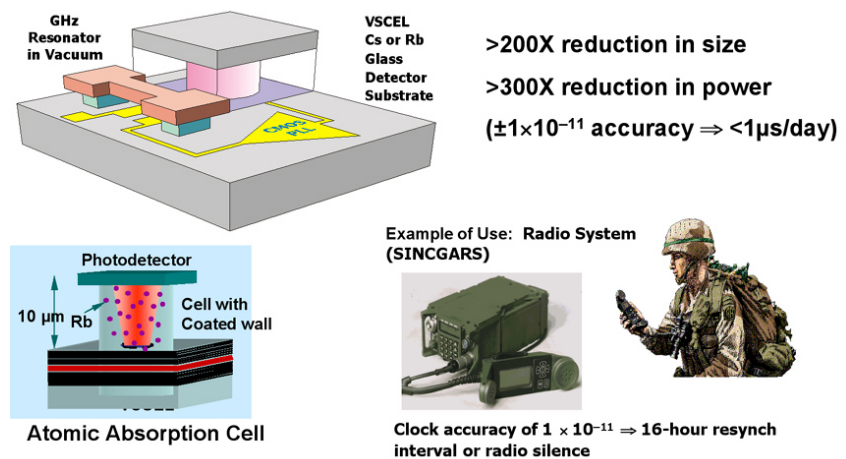 GHz
Resonator
in Vacuum
VSCEL
Cs or Rb
Glass
Detector
Substrate
CMOS
PLL
>200X reduction in size
>300X reduction in power
(±1×10⁻¹¹ accuracy ⇒ <1μs/day)
Photodetector
10 μm
Rb
Cell with
Coated wall
Atomic Absorption Cell
Example of Use: Radio System
(SINCGARS)
Clock accuracy of 1 × 10⁻¹¹ ⇒ 16-hour resynch
interval or radio silence